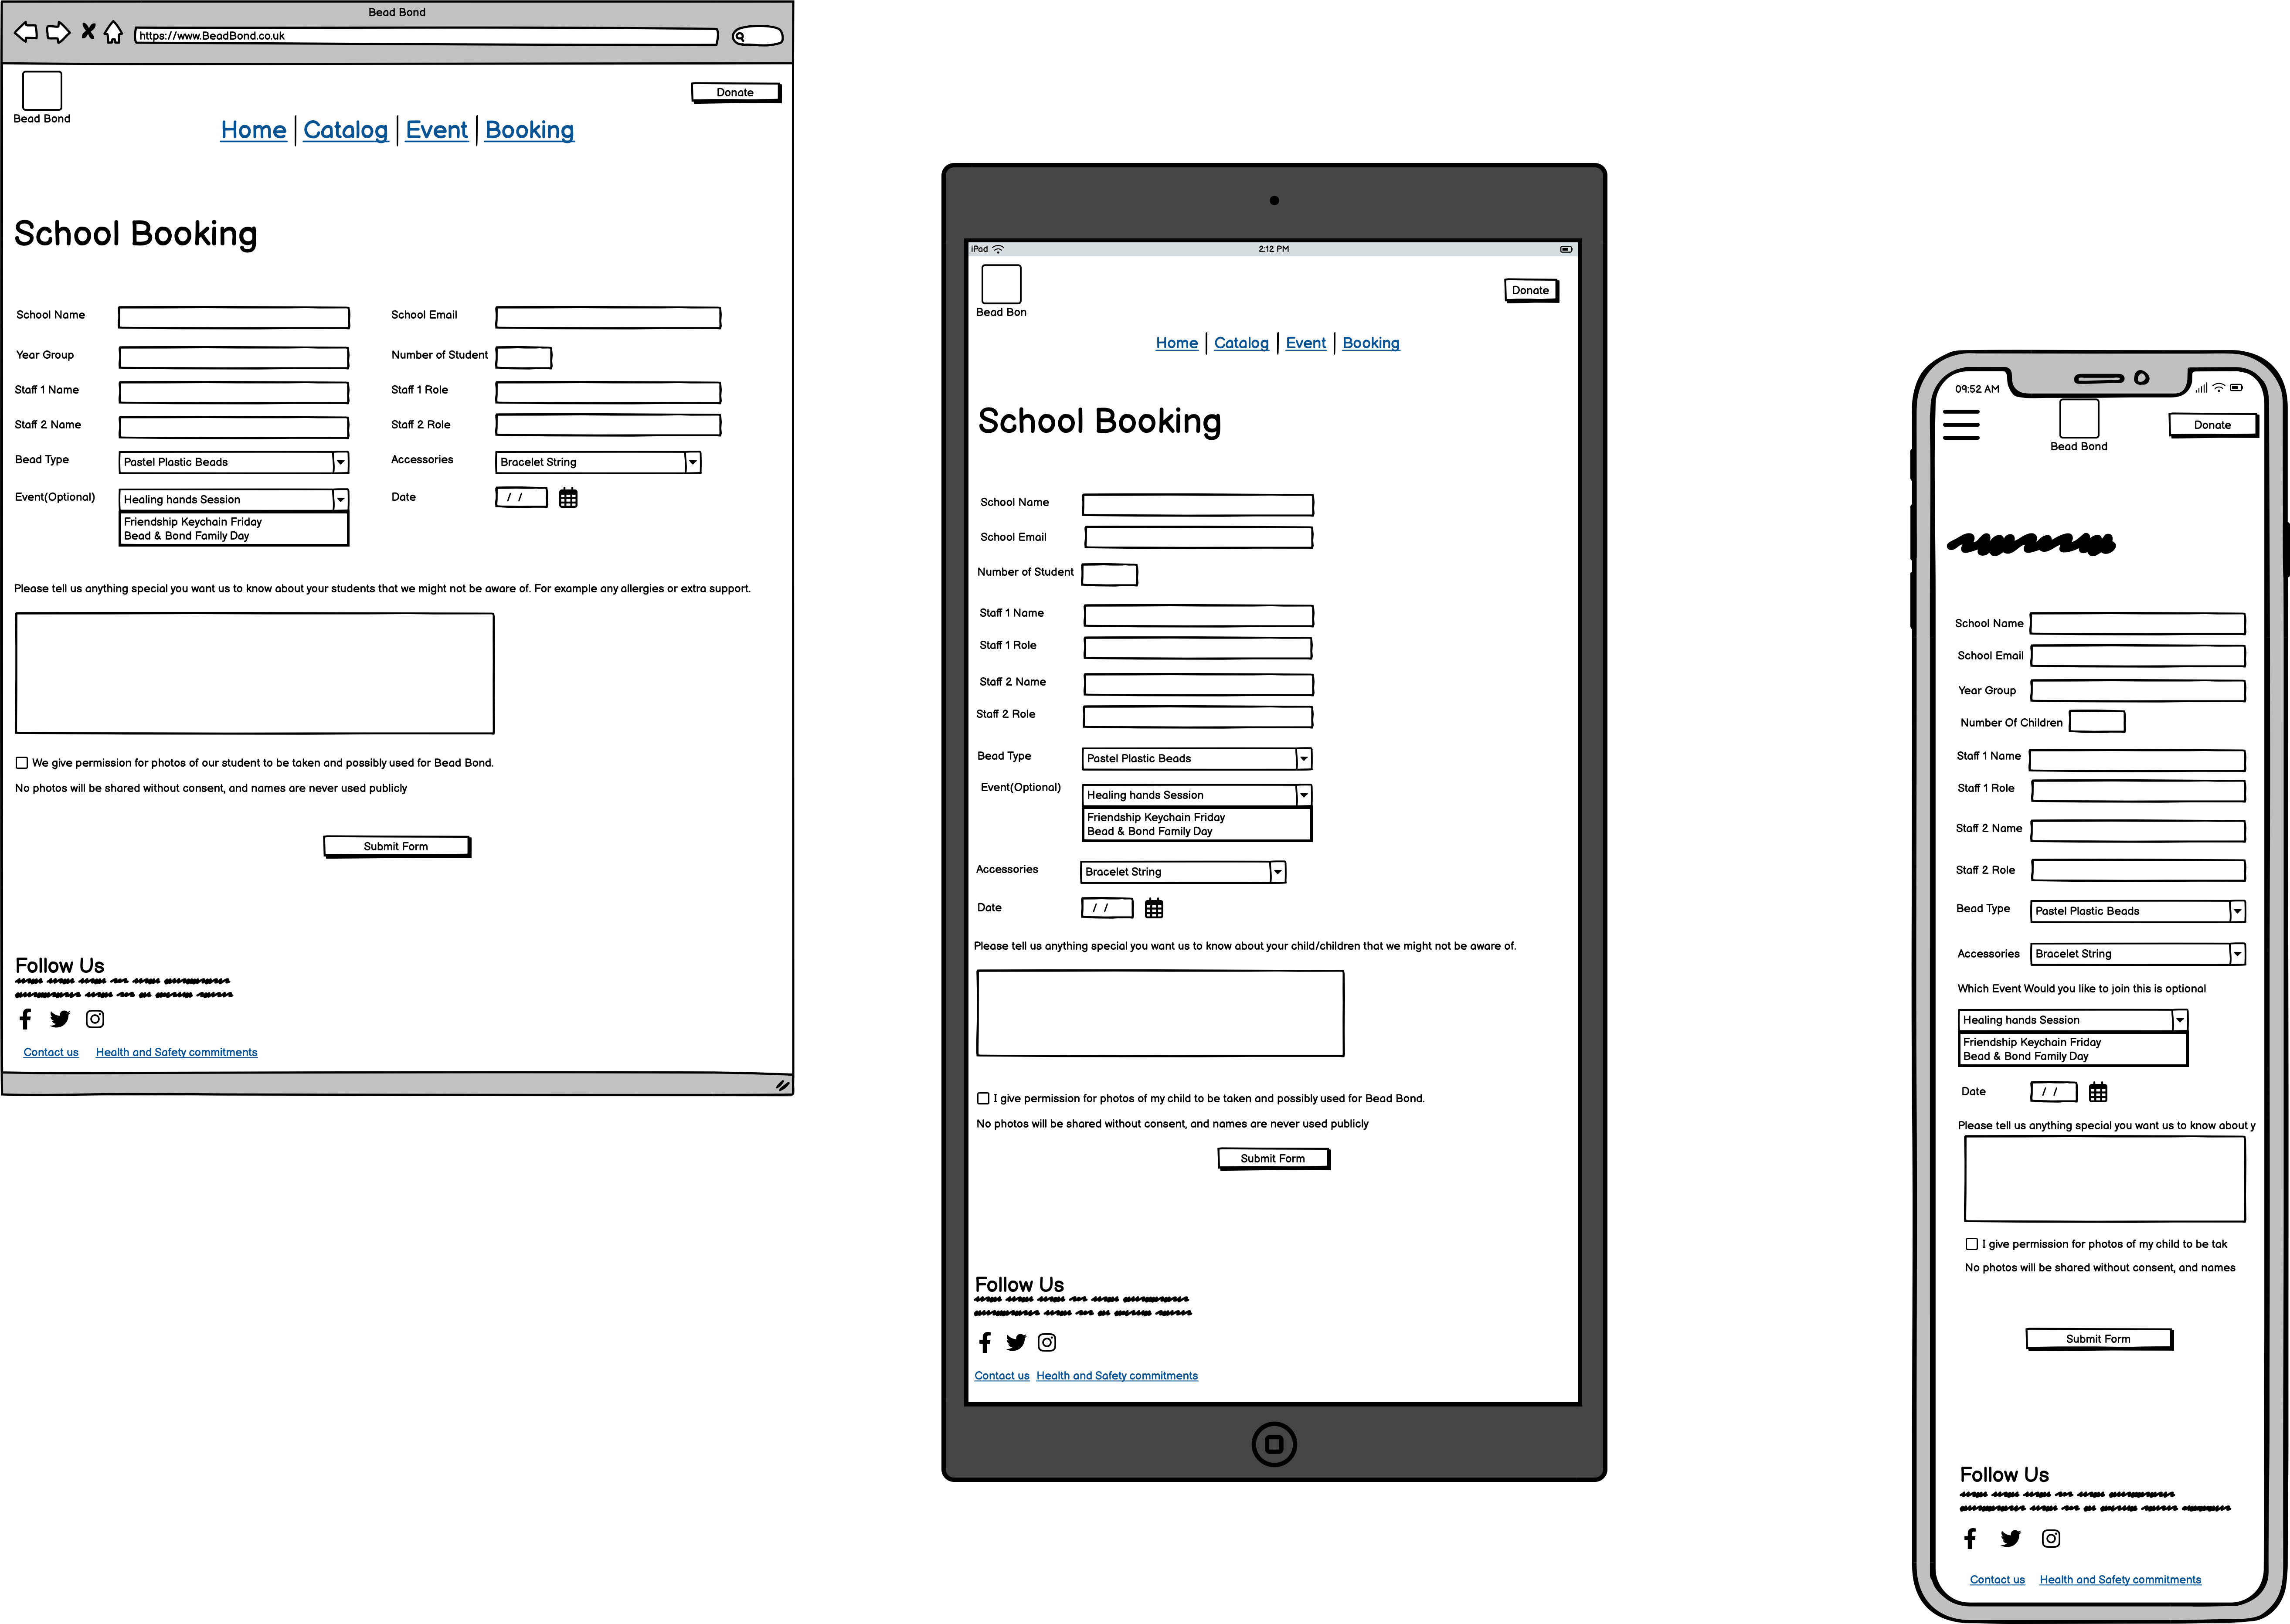 Bead Bond
https://www.BeadBond.co.uk
Bead Bond
Donate
Home | Catalog | Event | Booking
School Booking
School Name
School Email
Year Group
Number of Student
Staff 1 Name
Staff 1 Role
Staff 2 Name
Staff 2 Role
Bead Type
Pastel Plastic Beads
Accessories
Bracelet String
Event(Optional)
Healing hands Session
Friendship Keychain Friday
Bead & Bond Family Day
Date
/ /
Please tell us anything special you want us to know about your students that we might not be aware of. For example any allergies or extra support.
We give permission for photos of our student to be taken and possibly used for Bead Bond.
No photos will be shared without consent, and names are never used publicly
Submit Form
Follow Us
Contact us
Health and Safety commitments
iPad
2:12 PM
Bead Bon
Donate
Home | Catalog | Event | Booking
School Booking
School Name
School Email
Number of Student
Staff 1 Name
Staff 1 Role
Staff 2 Name
Staff 2 Role
Bead Type
Pastel Plastic Beads
Event(Optional)
Healing hands Session
Friendship Keychain Friday
Bead & Bond Family Day
Accessories
Bracelet String
Date
/ /
Please tell us anything special you want us to know about your child/children that we might not be aware of.
I give permission for photos of my child to be taken and possibly used for Bead Bond.
No photos will be shared without consent, and names are never used publicly
Submit Form
Follow Us
Contact us
Health and Safety commitments
09:52 AM
Bead Bond
Donate
School Name
School Email
Year Group
Number Of Children
Staff 1 Name
Staff 1 Role
Staff 2 Name
Staff 2 Role
Bead Type
Pastel Plastic Beads
Accessories
Bracelet String
Which Event Would you like to join this is optional
Healing hands Session
Friendship Keychain Friday
Bead & Bond Family Day
Date
/ /
Please tell us anything special you want us to know about y
I give permission for photos of my child to be tak
No photos will be shared without consent, and names
Submit Form
Follow Us
Contact us
Health and Safety commitments